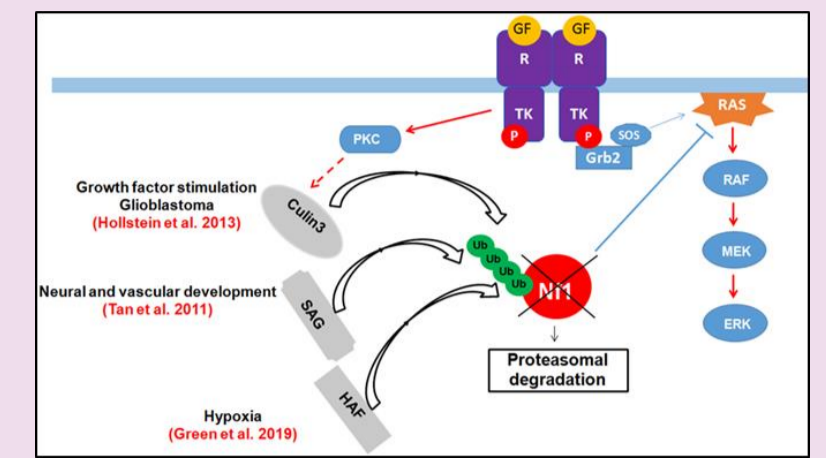 GF
GF
R
R
TK
TK
P
P
SOS
Grb2
RAS
PKC
RAF
MEK
ERK
Growth factor stimulation
Glioblastoma
(Hollstein et al. 2013)
Culin3
Ub
Ub
Ub
Ub
Nf1
Neural and vascular development
(Tan et al. 2011)
SAG
Proteasomal
degradation
HAF
Hypoxia
(Green et al. 2019)